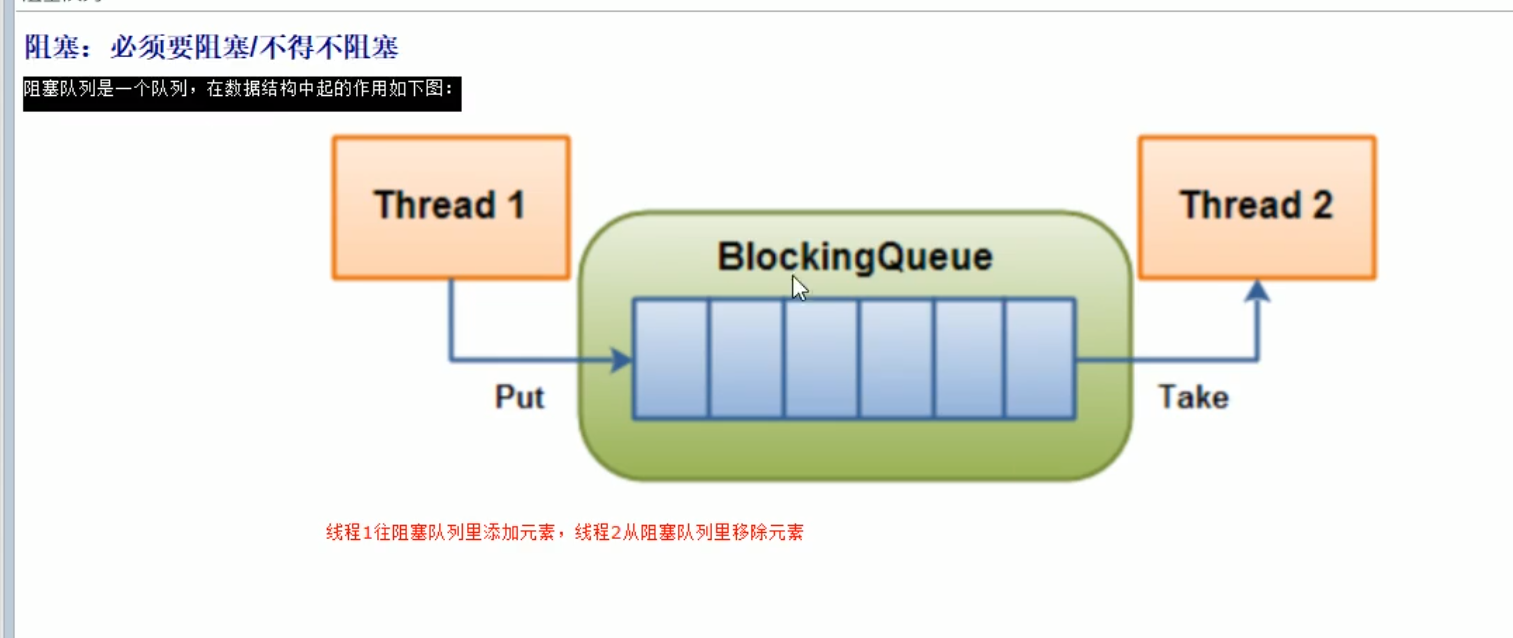 阻塞：必须要阻塞/不得不阻塞
阻塞队列是一个队列，在数据结构中起的作用如下图：
Thread 1
Thread 2
BlockingQueue
Put
Take
线程1往阻塞队列里添加元素，线程2从阻塞队列里移除元素